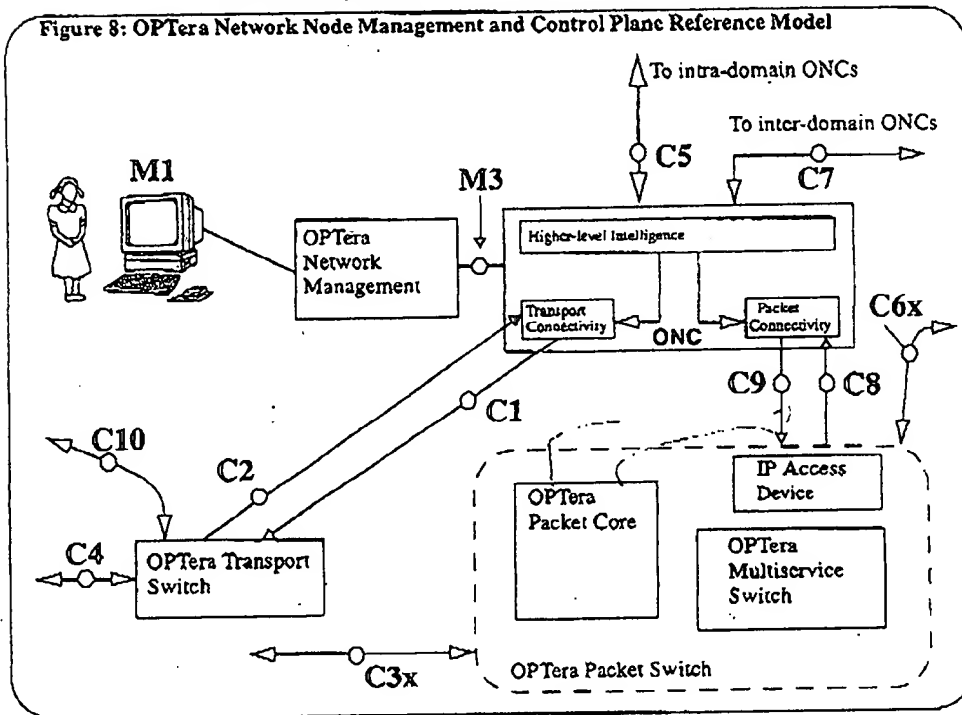 Figure 8: OPTera Network Node Management and Control Plane Reference Model
To intra-domain ONCs
To inter-domain ONCs
C5
C7
M1
M3
OPTera
Network
Management
Higher-level Intelligence
Transport
Connectivity
ONC
Packet
Connectivity
C6x
C9
C8
C1
C10
C2
C4
OPTera Transport
Switch
IP Access
Device
OPTera
Packet Core
OPTera
Multiservice
Switch
C3x
OPTera Packet Switch